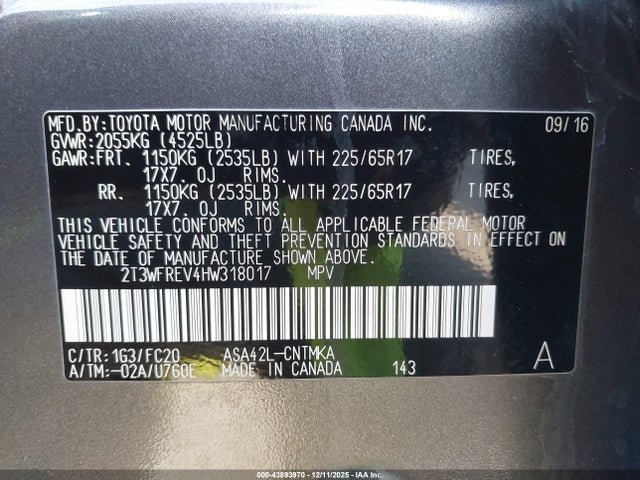 MFD.BY:TOYOTA MOTOR MANUFACTURING CANADA INC. 09/16
GVWR:2055KG (4525LB)
GAWR:FRT. 1150KG (2535LB) WITH 225/65R17 TIRES,
17X7.0J RIMS.
RR. 1150KG (2535LB) WITH 225/65R17 TIRES,
17X7.0J RIMS.
THIS VEHICLE CONFORMS TO ALL APPLICABLE FEDERAL MOTOR
VEHICLE SAFETY AND THEFT PREVENTION STANDARDS IN EFFECT ON
THE DATE OF MANUFACTURE SHOWN ABOVE.
2T3WFREV4HW318017 MPV
C/TR:1G3/FC20 ASA42L-CNTMKA A
A/TM:-02A/U760E MADE IN CANADA 143
000-43893970 - 12/11/2025 - IAAI Inc.